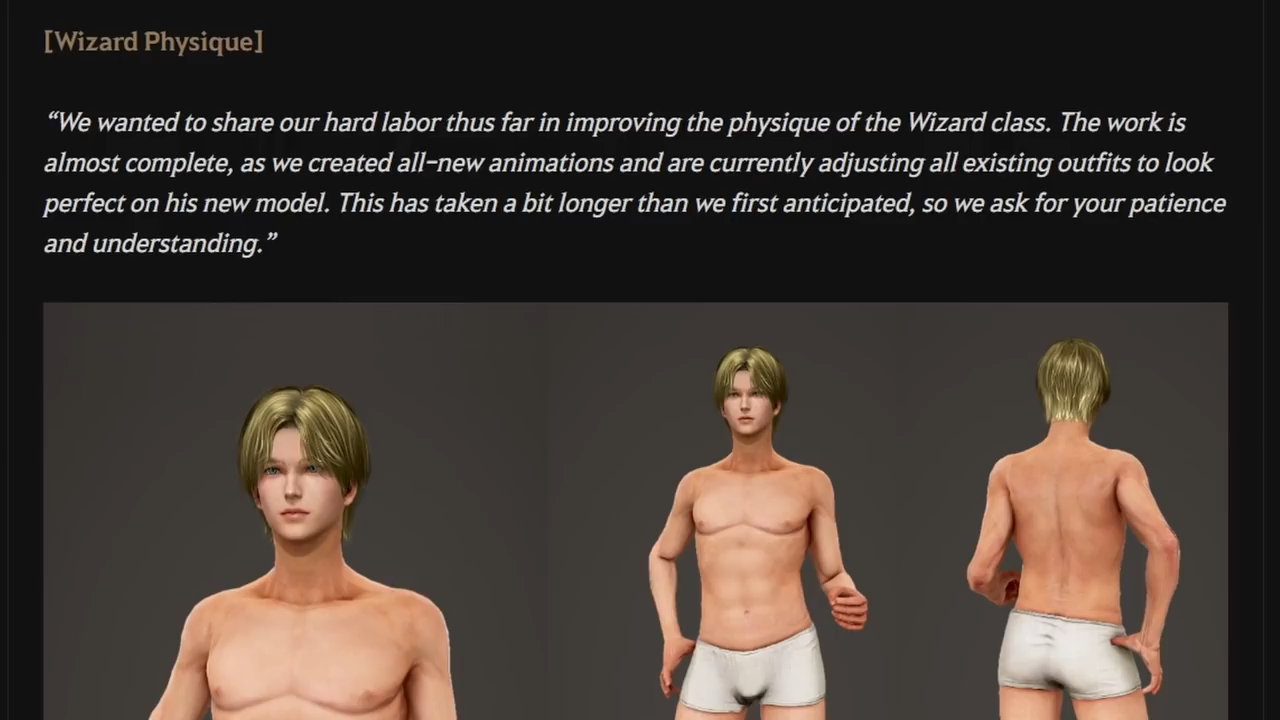 [Wizard Physique]
“We wanted to share our hard labor thus far in improving the physique of the Wizard class. The work is
almost complete, as we created all-new animations and are currently adjusting all existing outfits to look
perfect on his new model. This has taken a bit longer than we first anticipated, so we ask for your patience
and understanding.”